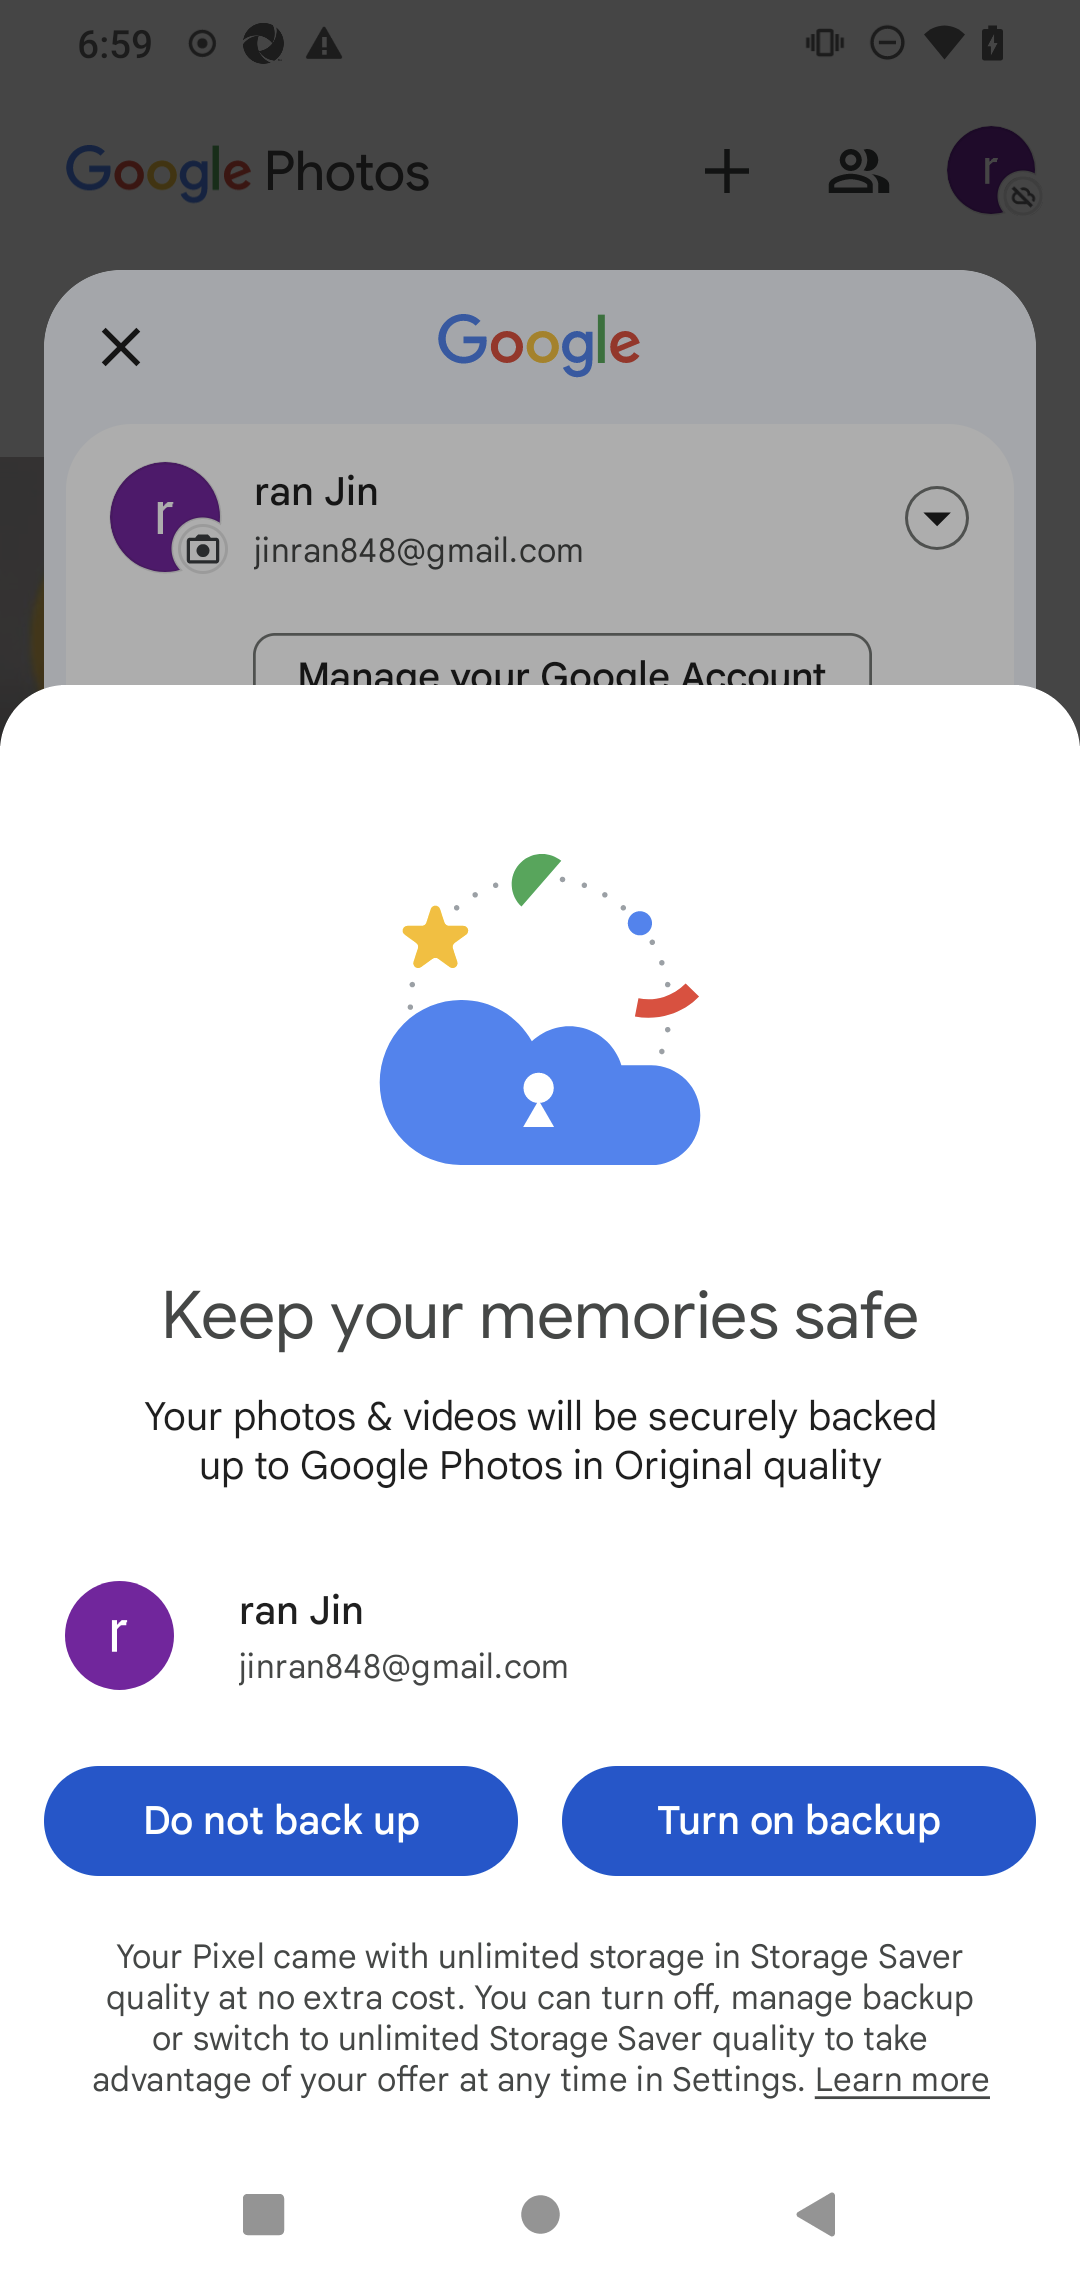 6:59
Google Photos
r
Google
r
ran Jin
jinran848@gmail.com
Manage your Google Account
Keep your memories safe
Your photos & videos will be securely backed
up to Google Photos in Original quality
r
ran Jin
jinran848@gmail.com
Do not back up
Turn on backup
Your Pixel came with unlimited storage in Storage Saver
quality at no extra cost. You can turn off, manage backup
or switch to unlimited Storage Saver quality to take
advantage of your offer at any time in Settings. Learn more